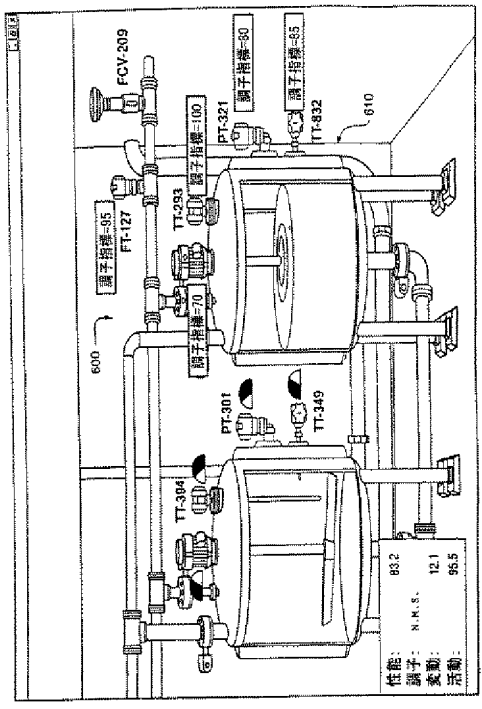 FCV-209
調子指標=95
FT-127
600
調子指標=100
TT-293
調子指標=70
PT-321
調子指標=80
TT-832
調子指標=85
610
TT-394
PT-301
TT-349
性能: 83.2
調子: N.M.S.
変動: 12.1
活動: 95.5